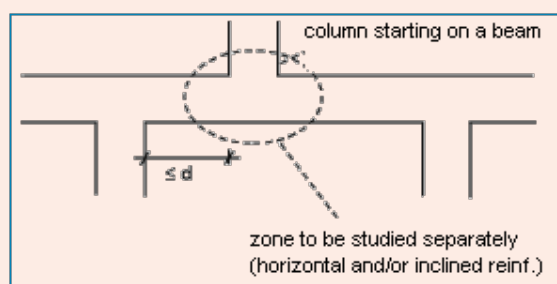 column starting on a beam
≤ d
zone to be studied separately
(horizontal and/or inclined reinf.)